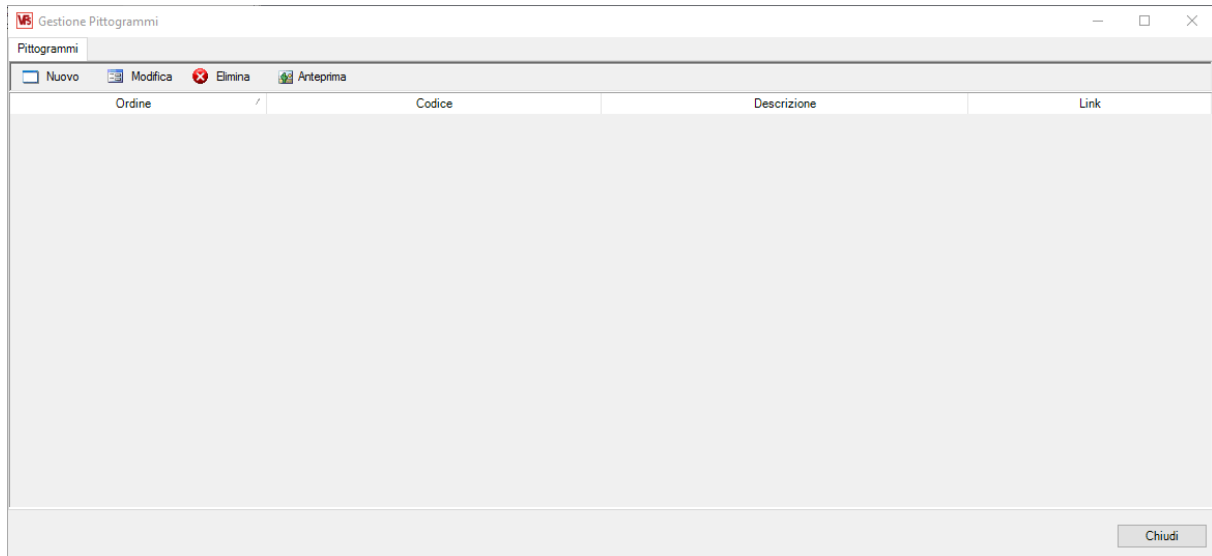 VB Gestione Pittogrammi
Pittogrammi
Nuovo Modifica Elimina Anteprima
Ordine Codice Descrizione Link
Chiudi